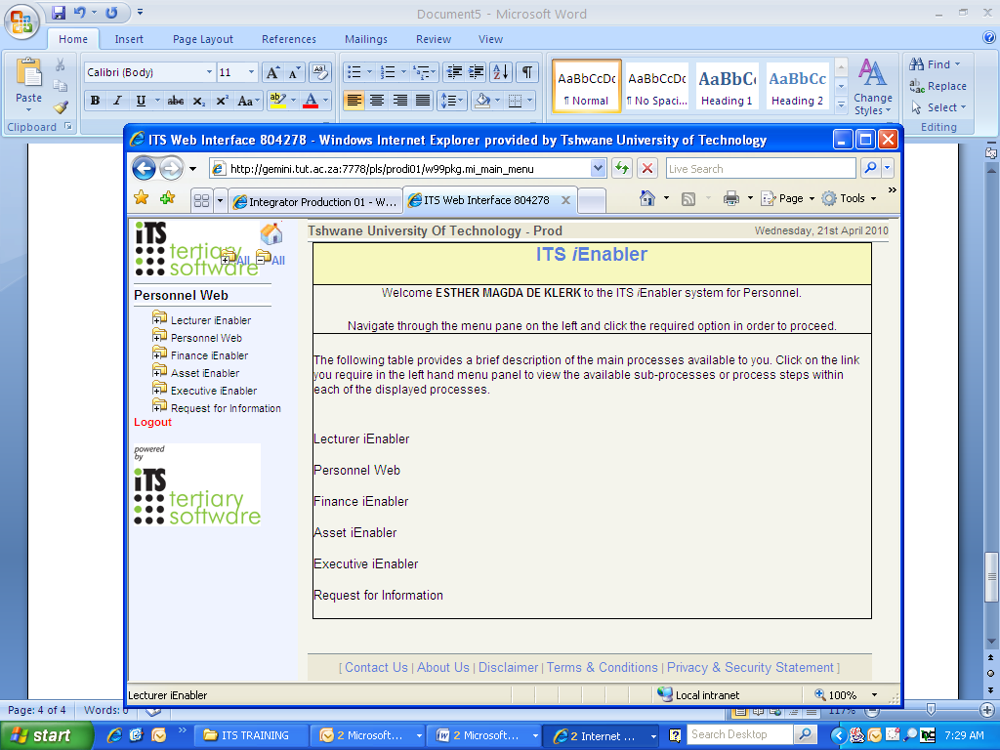 Document5 - Microsoft Word
Home Insert Page Layout References Mailings Review View
Paste
Clipboard
Calibri (Body) 11
B I U abc X₂ X² Aa
AaBbCcDc AaBbCcDc AaBbC AaBbCc
¶ Normal ¶ No Spaci... Heading 1 Heading 2
Change Styles
Find
Replace
Select
Editing
ITS Web Interface 804278 - Windows Internet Explorer provided by Tshwane University of Technology
http://gemini.tut.ac.za:7778/pls/prodi01/w99pkg.mi_main_menu
Live Search
Integrator Production 01 - W...
ITS Web Interface 804278
Page Tools
iTS tertiary software
All All
Personnel Web
Lecturer iEnabler
Personnel Web
Finance iEnabler
Asset iEnabler
Executive iEnabler
Request for Information
Logout
powered by
iTS tertiary software
Tshwane University Of Technology - Prod
Wednesday, 21st April 2010
ITS iEnabler
Welcome ESTHER MAGDA DE KLERK to the ITS iEnabler system for Personnel.
Navigate through the menu pane on the left and click the required option in order to proceed.
The following table provides a brief description of the main processes available to you. Click on the link
you require in the left hand menu panel to view the available sub-processes or process steps within
each of the displayed processes.
Lecturer iEnabler
Personnel Web
Finance iEnabler
Asset iEnabler
Executive iEnabler
Request for Information
[ Contact Us | About Us | Disclaimer | Terms & Conditions | Privacy & Security Statement ]
Lecturer iEnabler
Local intranet
100%
Page: 4 of 4 Words: 0
117%
start
ITS TRAINING
2 Microsoft...
2 Microsoft...
2 Internet ...
Search Desktop
7:29 AM